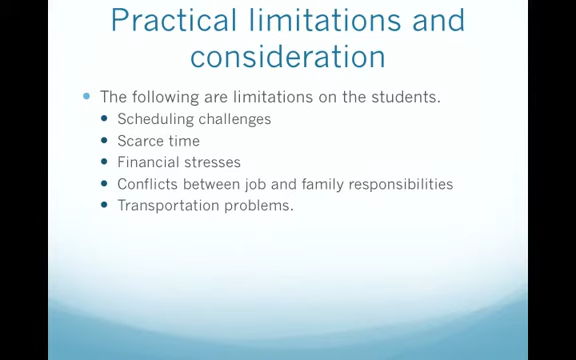 Practical limitations and
consideration
The following are limitations on the students.
Scheduling challenges
Scarce time
Financial stresses
Conflicts between job and family responsibilities
Transportation problems.